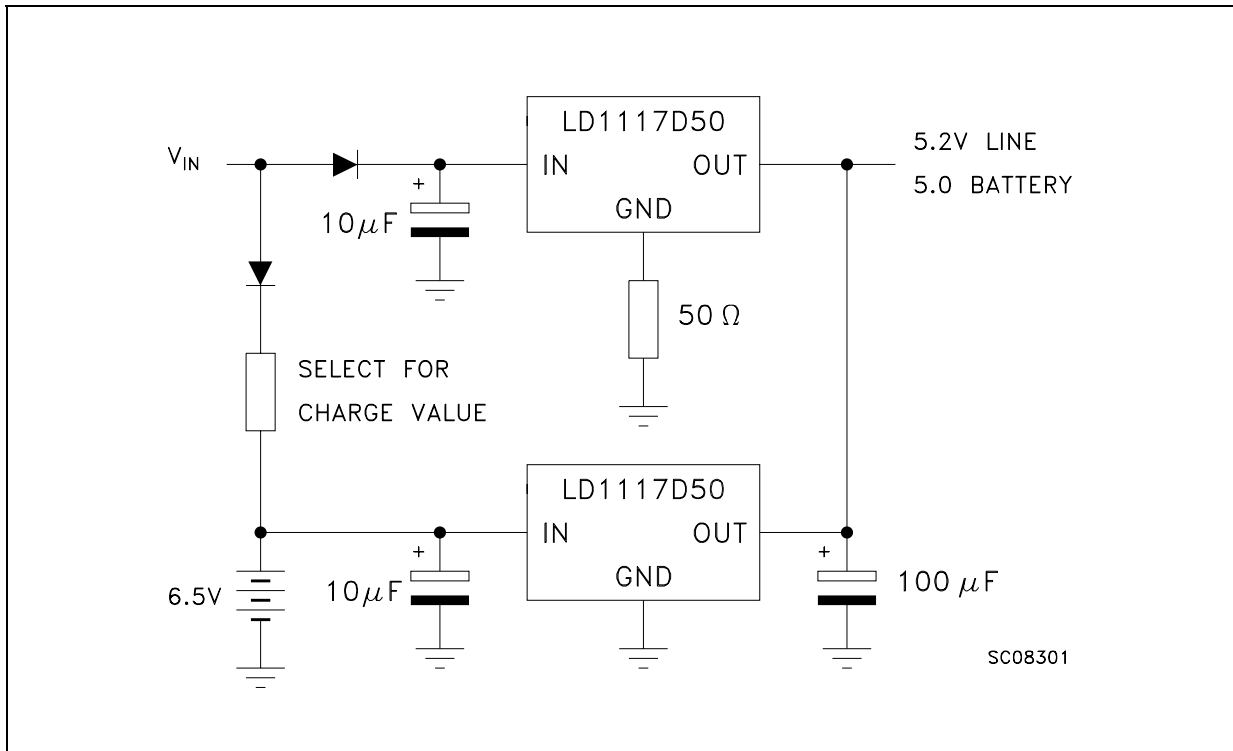 LD1117D50
V_IN
IN
OUT
5.2V LINE
5.0 BATTERY
GND
+
10μF
50 Ω
SELECT FOR
CHARGE VALUE
LD1117D50
IN
OUT
GND
+
10μF
+
100 μF
6.5V
SC08301